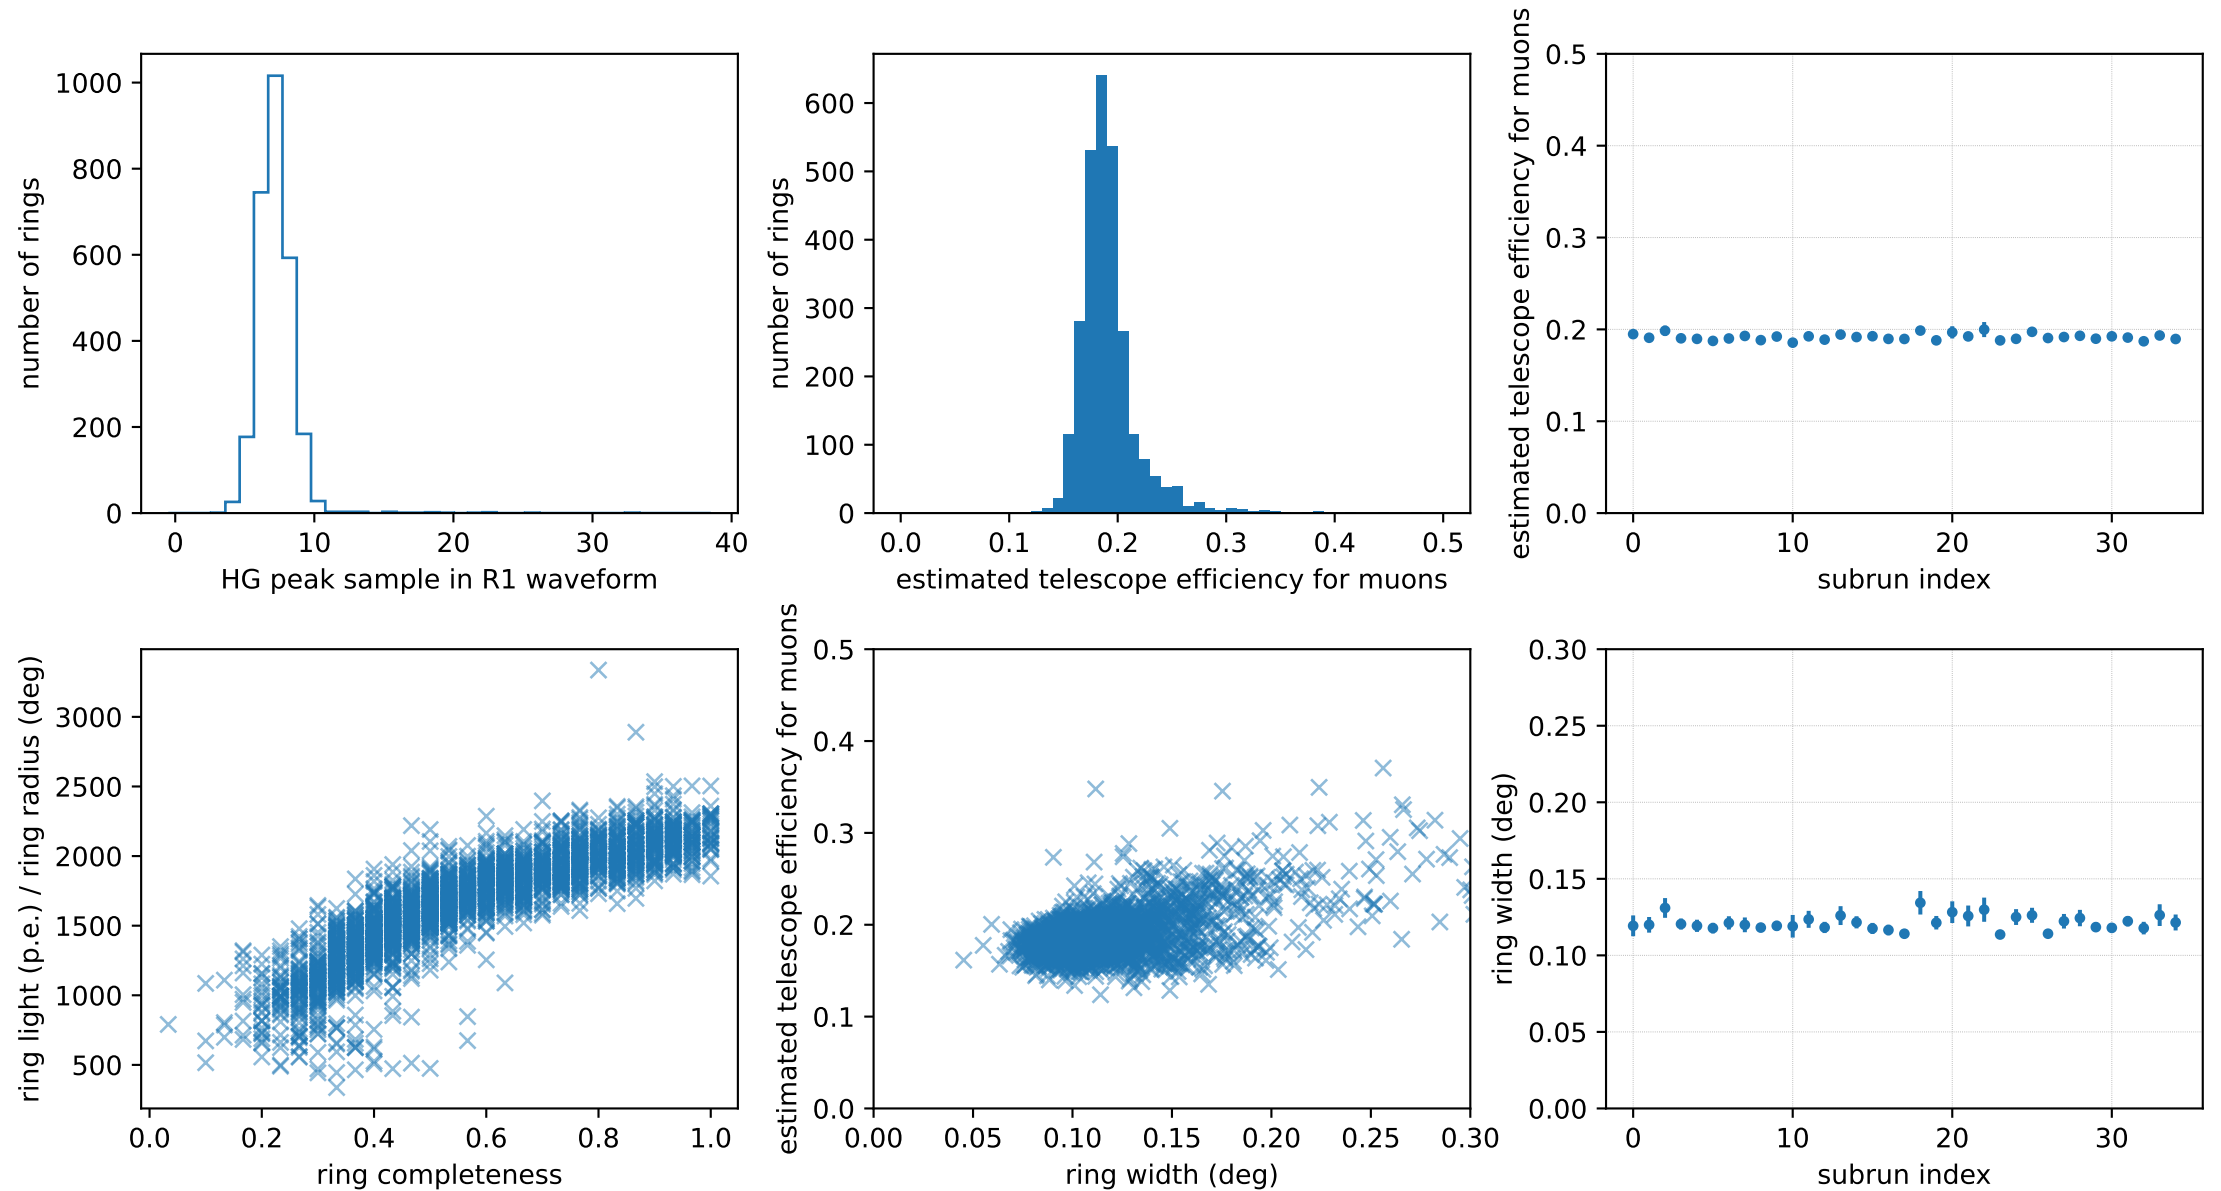 number of rings
1000
800
600
400
200
0
0 10 20 30 40
HG peak sample in R1 waveform
number of rings
600
500
400
300
200
100
0
0.0 0.1 0.2 0.3 0.4 0.5
estimated telescope efficiency for muons
estimated telescope efficiency for muons
0.5
0.4
0.3
0.2
0.1
0.0
0 10 20 30
subrun index
ring light (p.e.) / ring radius (deg)
3000
2500
2000
1500
1000
500
0.0 0.2 0.4 0.6 0.8 1.0
ring completeness
estimated telescope efficiency for muons
0.5
0.4
0.3
0.2
0.1
0.0
0.00 0.05 0.10 0.15 0.20 0.25 0.30
ring width (deg)
ring width (deg)
0.30
0.25
0.20
0.15
0.10
0.05
0.00
0 10 20 30
subrun index